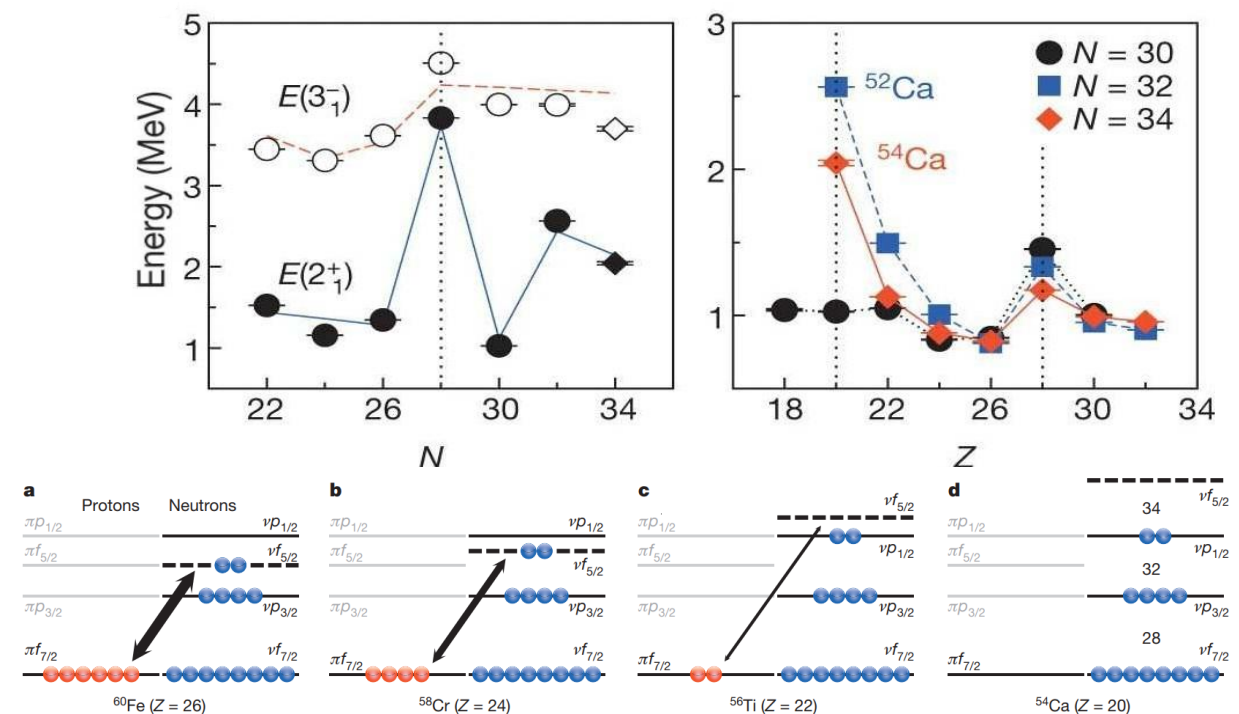 5
4
3
2
1
Energy (MeV)
E(3⁻₁)
E(2⁺₁)
22
26
30
34
N
3
2
1
⁵²Ca
⁵⁴Ca
N = 30
N = 32
N = 34
18
22
26
30
34
Z
a
Protons Neutrons
πp1/2 νp1/2
πf5/2 νf5/2
πp3/2 νp3/2
πf7/2 νf7/2
⁶⁰Fe (Z = 26)
b
πp1/2 νp1/2
πf5/2 νf5/2
πp3/2 νp3/2
πf7/2 νf7/2
⁵⁸Cr (Z = 24)
c
νf5/2
πp1/2 νp1/2
πf5/2
πp3/2 νp3/2
πf7/2 νf7/2
⁵⁶Ti (Z = 22)
d
νf5/2
34
πp1/2 νp1/2
πf5/2
32
πp3/2 νp3/2
28
πf7/2 νf7/2
⁵⁴Ca (Z = 20)